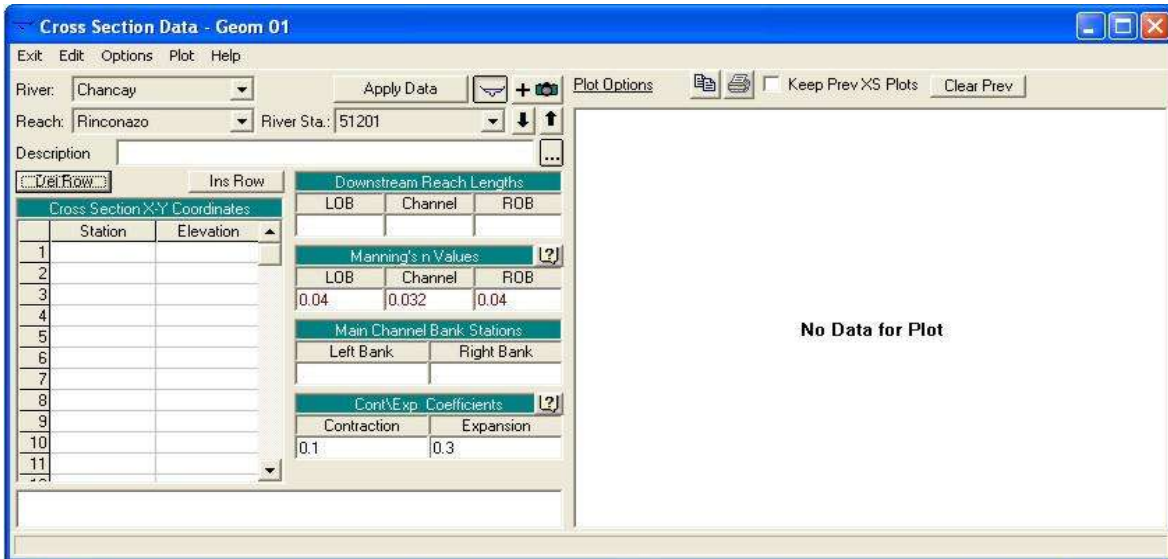 Cross Section Data - Geom 01
Exit Edit Options Plot Help
River: Chancay Apply Data + Plot Options Keep Prev XS Plots Clear Prev
Reach: Rinconazo River Sta.: 51201
Description ...
Del Row Ins Row Downstream Reach Lengths
Cross Section X-Y Coordinates LOB Channel ROB
Station Elevation
1 Manning's n Values ?
2 LOB Channel ROB
3 0.04 0.032 0.04
4
5 Main Channel Bank Stations No Data for Plot
6 Left Bank Right Bank
7
8 Cont\Exp Coefficients ?
9 Contraction Expansion
10 0.1 0.3
11